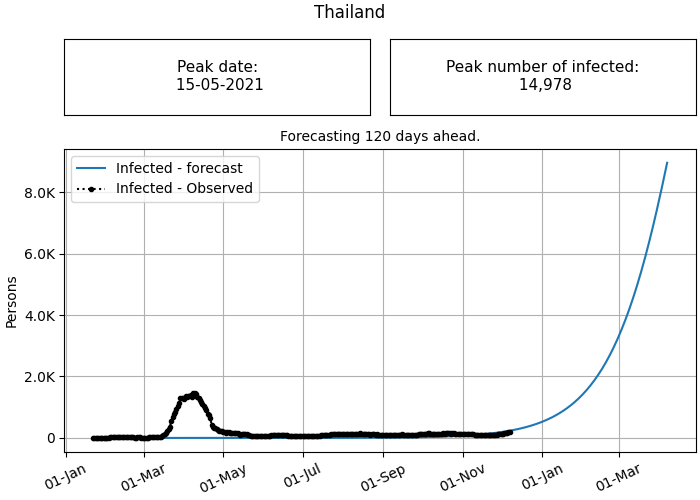 Thailand
Peak date:
15-05-2021
Peak number of infected:
14,978
Forecasting 120 days ahead.
Infected - forecast
Infected - Observed
8.0K
6.0K
4.0K
2.0K
0
Persons
01-Jan
01-Mar
01-May
01-Jul
01-Sep
01-Nov
01-Jan
01-Mar